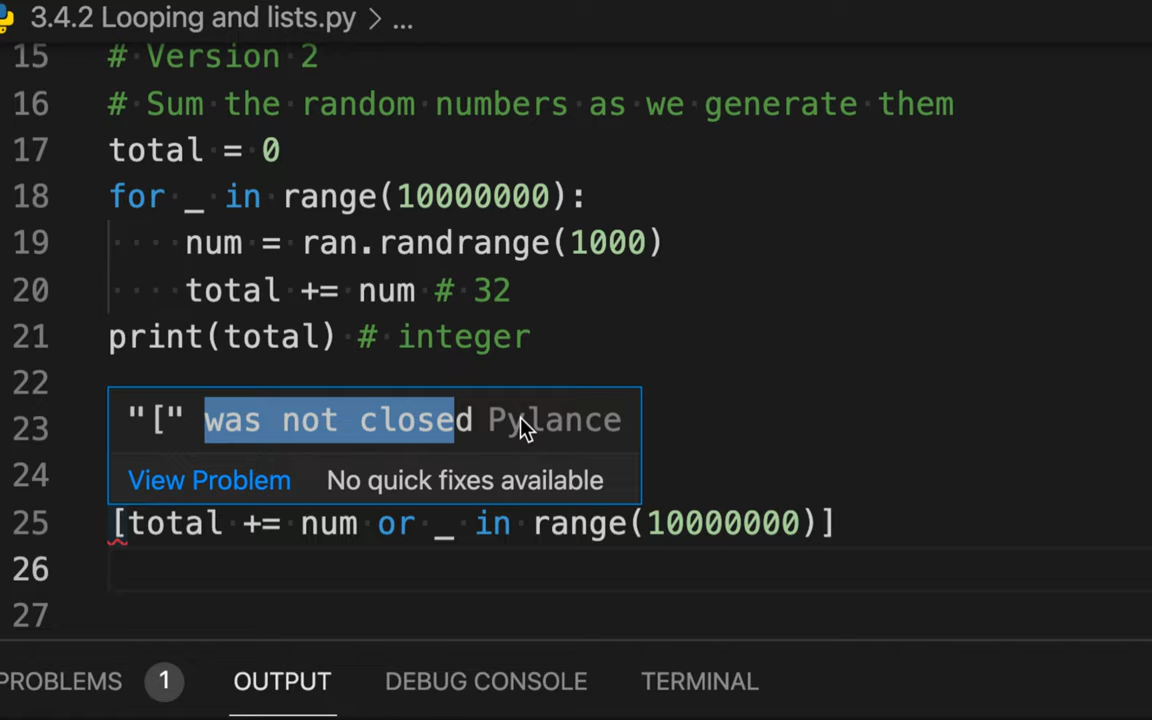 3.4.2 Looping and lists.py > ...
15 # Version 2
16 # Sum the random numbers as we generate them
17 total = 0
18 for _ in range(10000000):
19 num = ran.randrange(1000)
20 total += num # 32
21 print(total) # integer
22
23 "[" was not closed Pylance
24 View Problem No quick fixes available
25 [total += num or _ in range(10000000)]
26
27
PROBLEMS 1 OUTPUT DEBUG CONSOLE TERMINAL